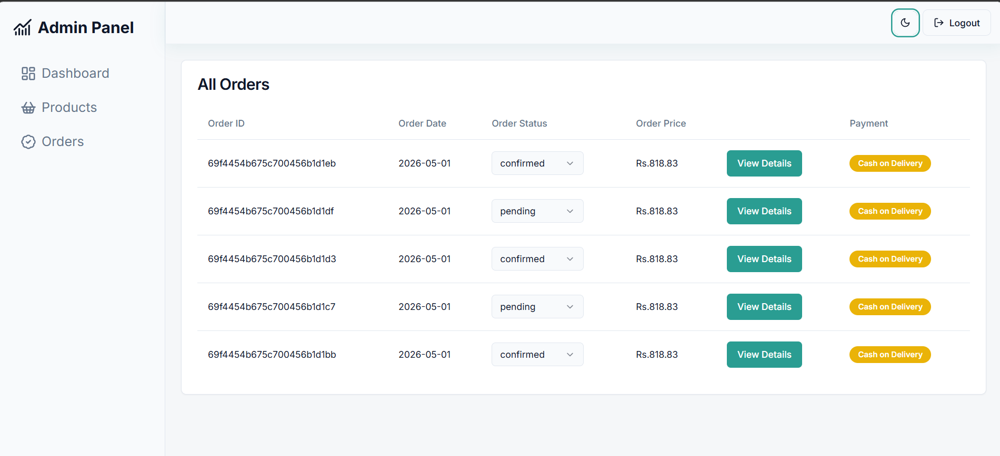 Admin Panel
Logout
Dashboard
Products
Orders
All Orders
Order ID Order Date Order Status Order Price Payment
69f4454b675c700456b1d1eb 2026-05-01 confirmed Rs.818.83 View Details Cash on Delivery
69f4454b675c700456b1d1df 2026-05-01 pending Rs.818.83 View Details Cash on Delivery
69f4454b675c700456b1d1d3 2026-05-01 confirmed Rs.818.83 View Details Cash on Delivery
69f4454b675c700456b1d1c7 2026-05-01 pending Rs.818.83 View Details Cash on Delivery
69f4454b675c700456b1d1bb 2026-05-01 confirmed Rs.818.83 View Details Cash on Delivery